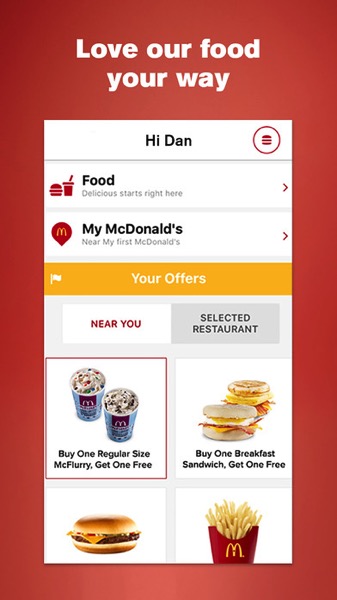 Love our food
your way
Hi Dan
Food
Delicious starts right here
My McDonald's
Near My first McDonald's
Your Offers
NEAR YOU
SELECTED
RESTAURANT
Buy One Regular Size
McFlurry, Get One Free
Buy One Breakfast
Sandwich, Get One Free